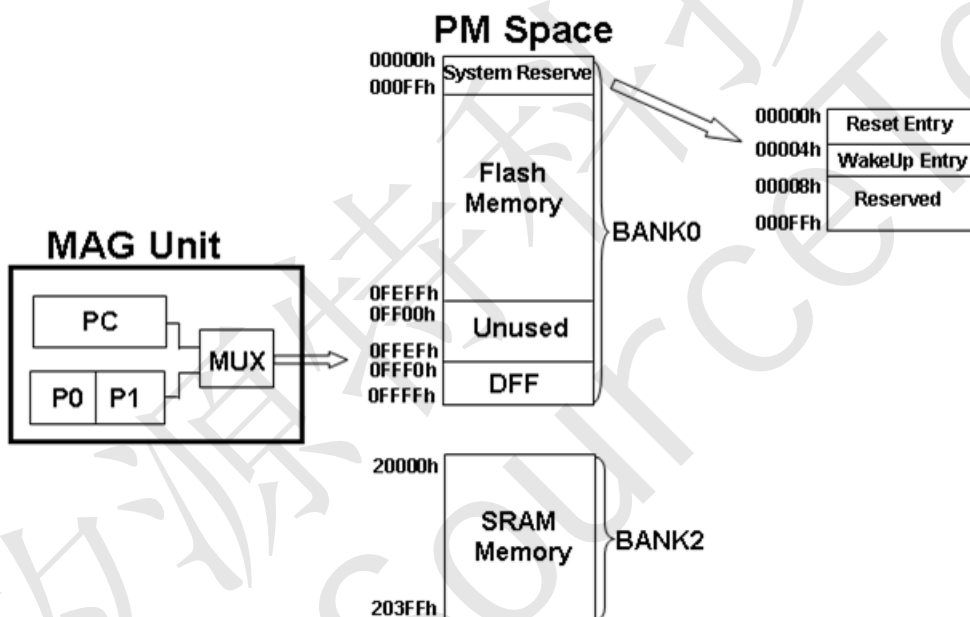 PM Space
00000h
System Reserve
000FFh
Flash
Memory
0FEFFh
0FF00h
Unused
0FFEFh
0FFF0h
DFF
0FFFFh
BANK0
00000h
Reset Entry
00004h
WakeUp Entry
00008h
Reserved
000FFh
MAG Unit
PC
P0
P1
MUX
20000h
SRAM
Memory
203FFh
BANK2